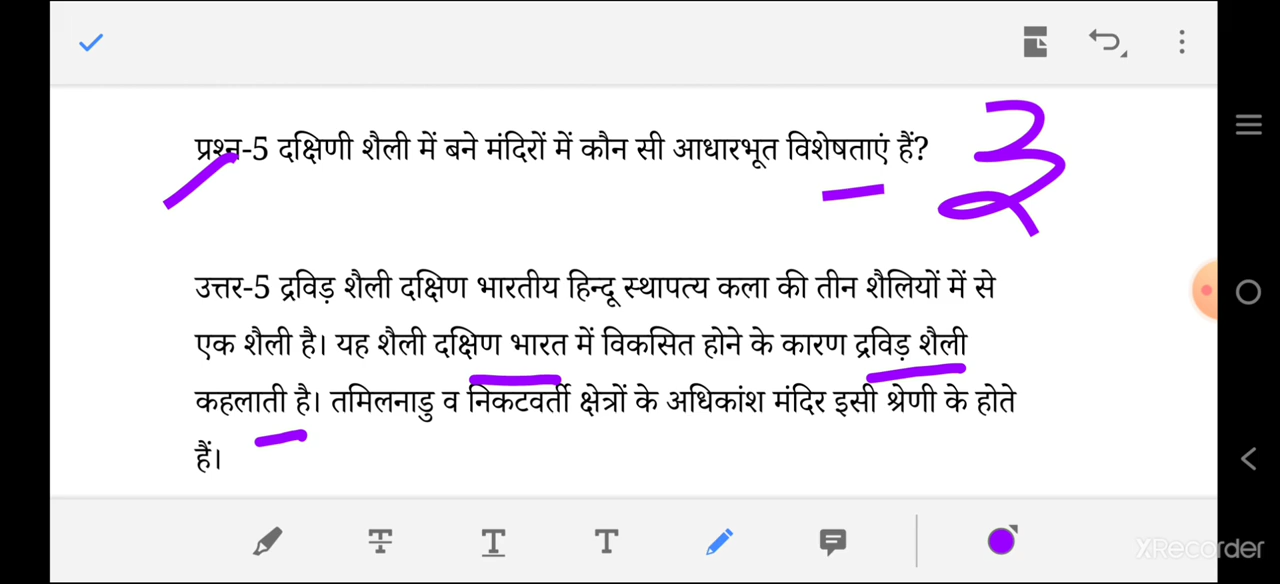 प्रश्न-5 दक्षिणी शैली में बने मंदिरों में कौन सी आधारभूत विशेषताएं हैं?
3
उत्तर-5 द्रविड़ शैली दक्षिण भारतीय हिन्दू स्थापत्य कला की तीन शैलियों में से
एक शैली है। यह शैली दक्षिण भारत में विकसित होने के कारण द्रविड़ शैली
कहलाती है। तमिलनाडु व निकटवर्ती क्षेत्रों के अधिकांश मंदिर इसी श्रेणी के होते
हैं।
T T T
XRecorder